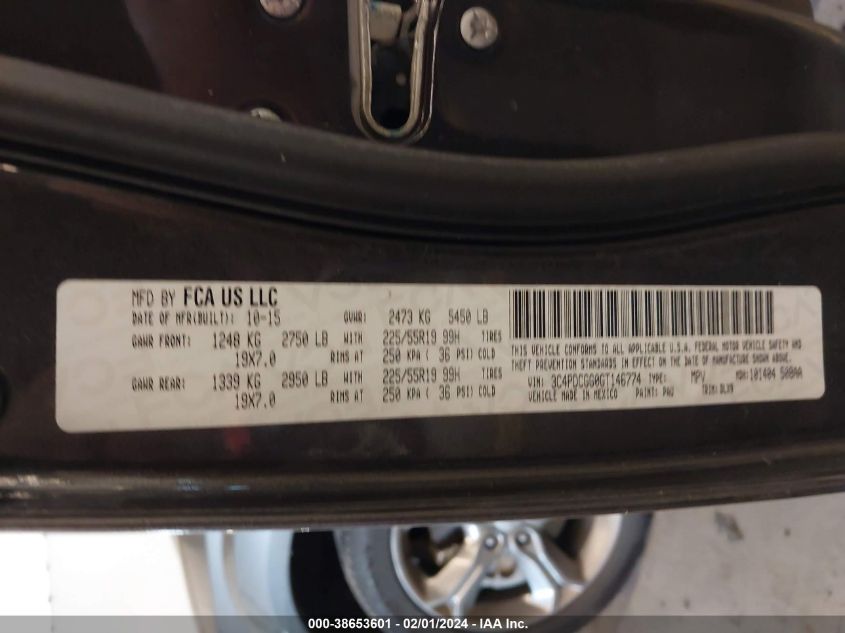 MFD BY FCA US LLC
DATE OF MFR(BUILT): 10-15 GVWR: 2473 KG 5450 LB
GAWR FRONT: 1248 KG 2750 LB WITH 225/55R19 99H TIRES
19X7.0 RIMS AT 250 KPA ( 36 PSI) COLD
GAWR REAR: 1339 KG 2950 LB WITH 225/55R19 99H TIRES
19X7.0 RIMS AT 250 KPA ( 36 PSI) COLD
THIS VEHICLE CONFORMS TO ALL APPLICABLE U.S.A. FEDERAL MOTOR VEHICLE SAFETY AND
THEFT PREVENTION STANDARDS IN EFFECT ON THE DATE OF MANUFACTURE SHOWN ABOVE.
VIN: 3C4PDCGG0GT146774 TYPE: MPV MDH: 101404 508AA
VEHICLE MADE IN MEXICO PAINT: PAU TRIM: DLX9
000-38653601 - 02/01/2024 - IAA Inc.